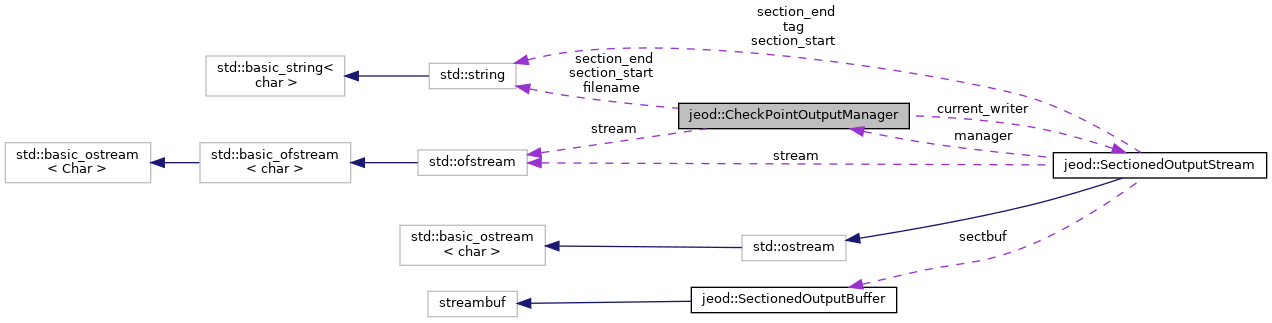 section_end
tag
section_start
std::basic_string<
char >
std::string
section_end
section_start
filename
jeod::CheckPointOutputManager
current_writer
manager
stream
stream
std::basic_ostream
< Char >
std::basic_ofstream
< char >
std::ofstream
jeod::SectionedOutputStream
std::basic_ostream
< char >
std::ostream
sectbuf
streambuf
jeod::SectionedOutputBuffer